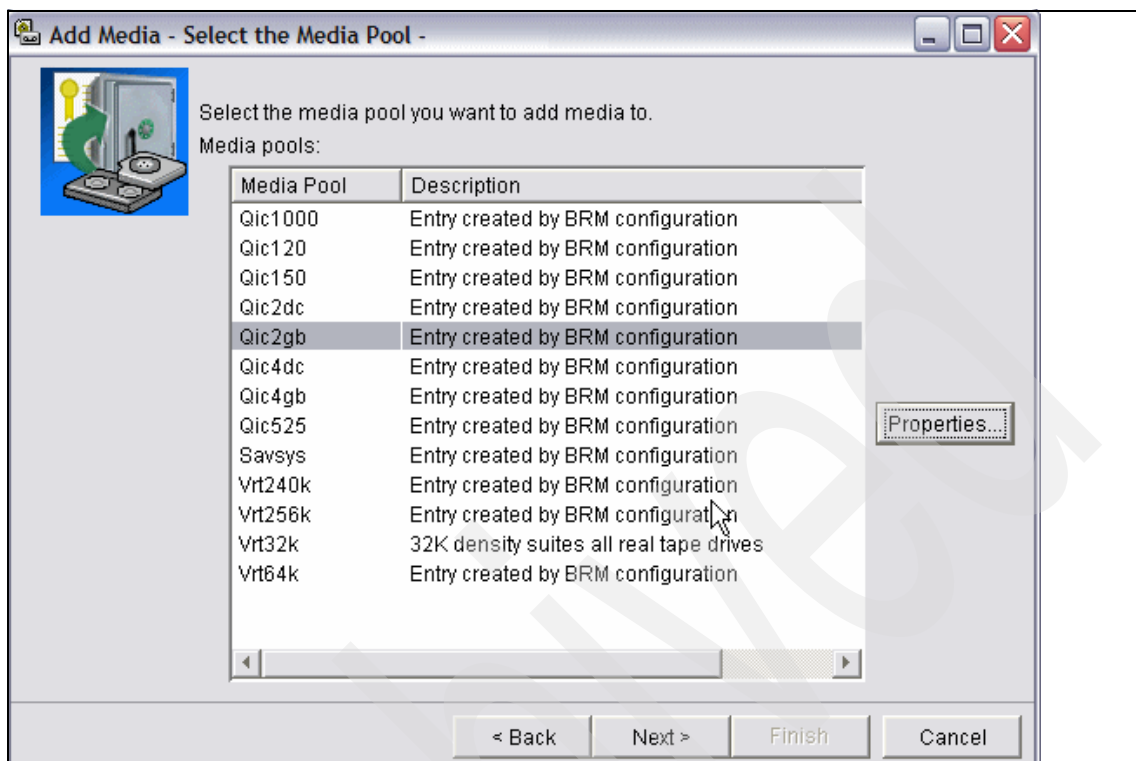 Add Media - Select the Media Pool -
Select the media pool you want to add media to.
Media pools:
Media Pool Description
Qic1000 Entry created by BRM configuration
Qic120 Entry created by BRM configuration
Qic150 Entry created by BRM configuration
Qic2dc Entry created by BRM configuration
Qic2gb Entry created by BRM configuration
Qic4dc Entry created by BRM configuration
Qic4gb Entry created by BRM configuration
Qic525 Entry created by BRM configuration
Savsys Entry created by BRM configuration
Vrt240k Entry created by BRM configuration
Vrt256k Entry created by BRM configuration
Vrt32k 32K density suites all real tape drives
Vrt64k Entry created by BRM configuration
Properties...
< Back Next > Finish Cancel